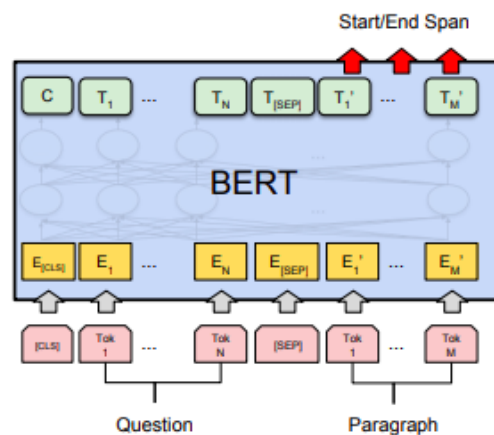 Start/End Span
C T1 ... TN T[SEP] T1' ... TM'
...
BERT
...
E[CLS] E1 ... EN E[SEP] E1' ... EM'
[CLS] Tok 1 ... Tok N [SEP] Tok 1 ... Tok M
Question Paragraph